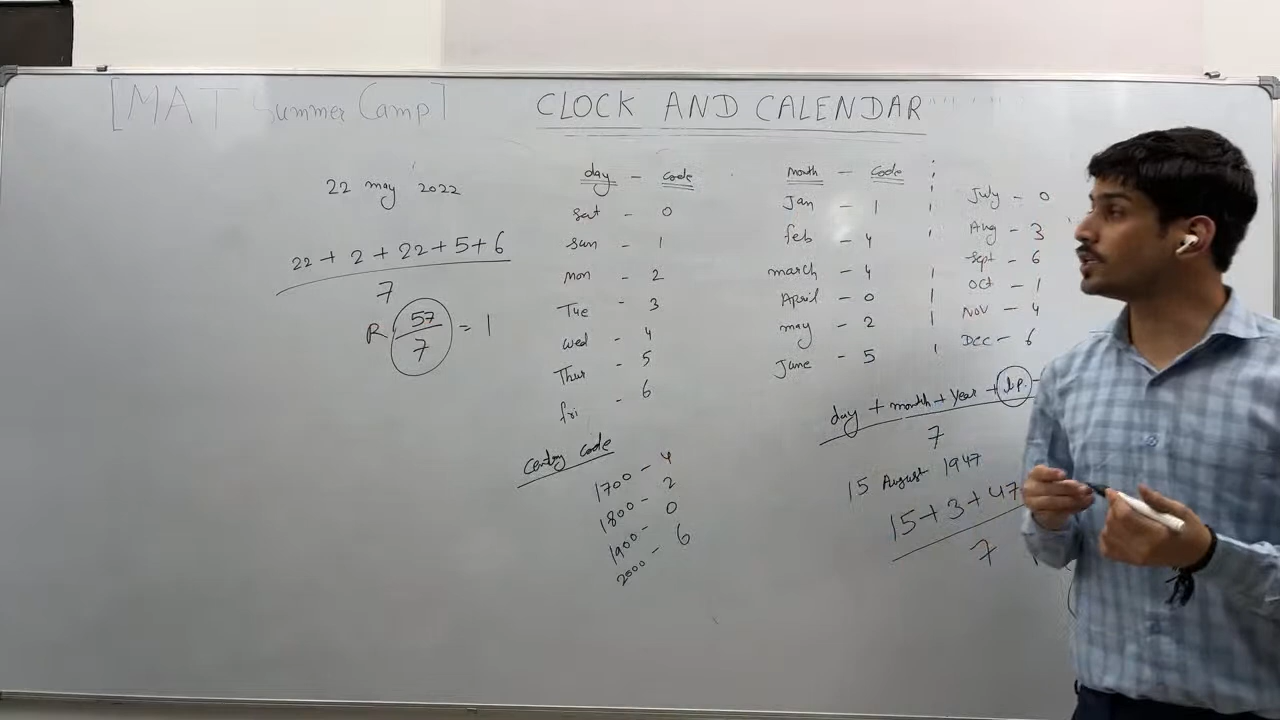 [MAT Summer Camp]
CLOCK AND CALENDAR
22 may 2022
22 + 2 + 22 + 5 + 6
7
R 57
7
= 1
day - code
Sat - 0
sun - 1
mon - 2
Tue - 3
wed - 4
Thur - 5
fri - 6
century code
1700 - 4
1800 - 2
1900 - 0
2000 - 6
month - code
Jan - 1
feb - 4
march - 4
April - 0
may - 2
June - 5
July - 0
Aug - 3
Sept - 6
Oct - 1
Nov - 4
Dec - 6
day + month + year + l.p.
7
15 August 1947
15 + 3 + 47
7